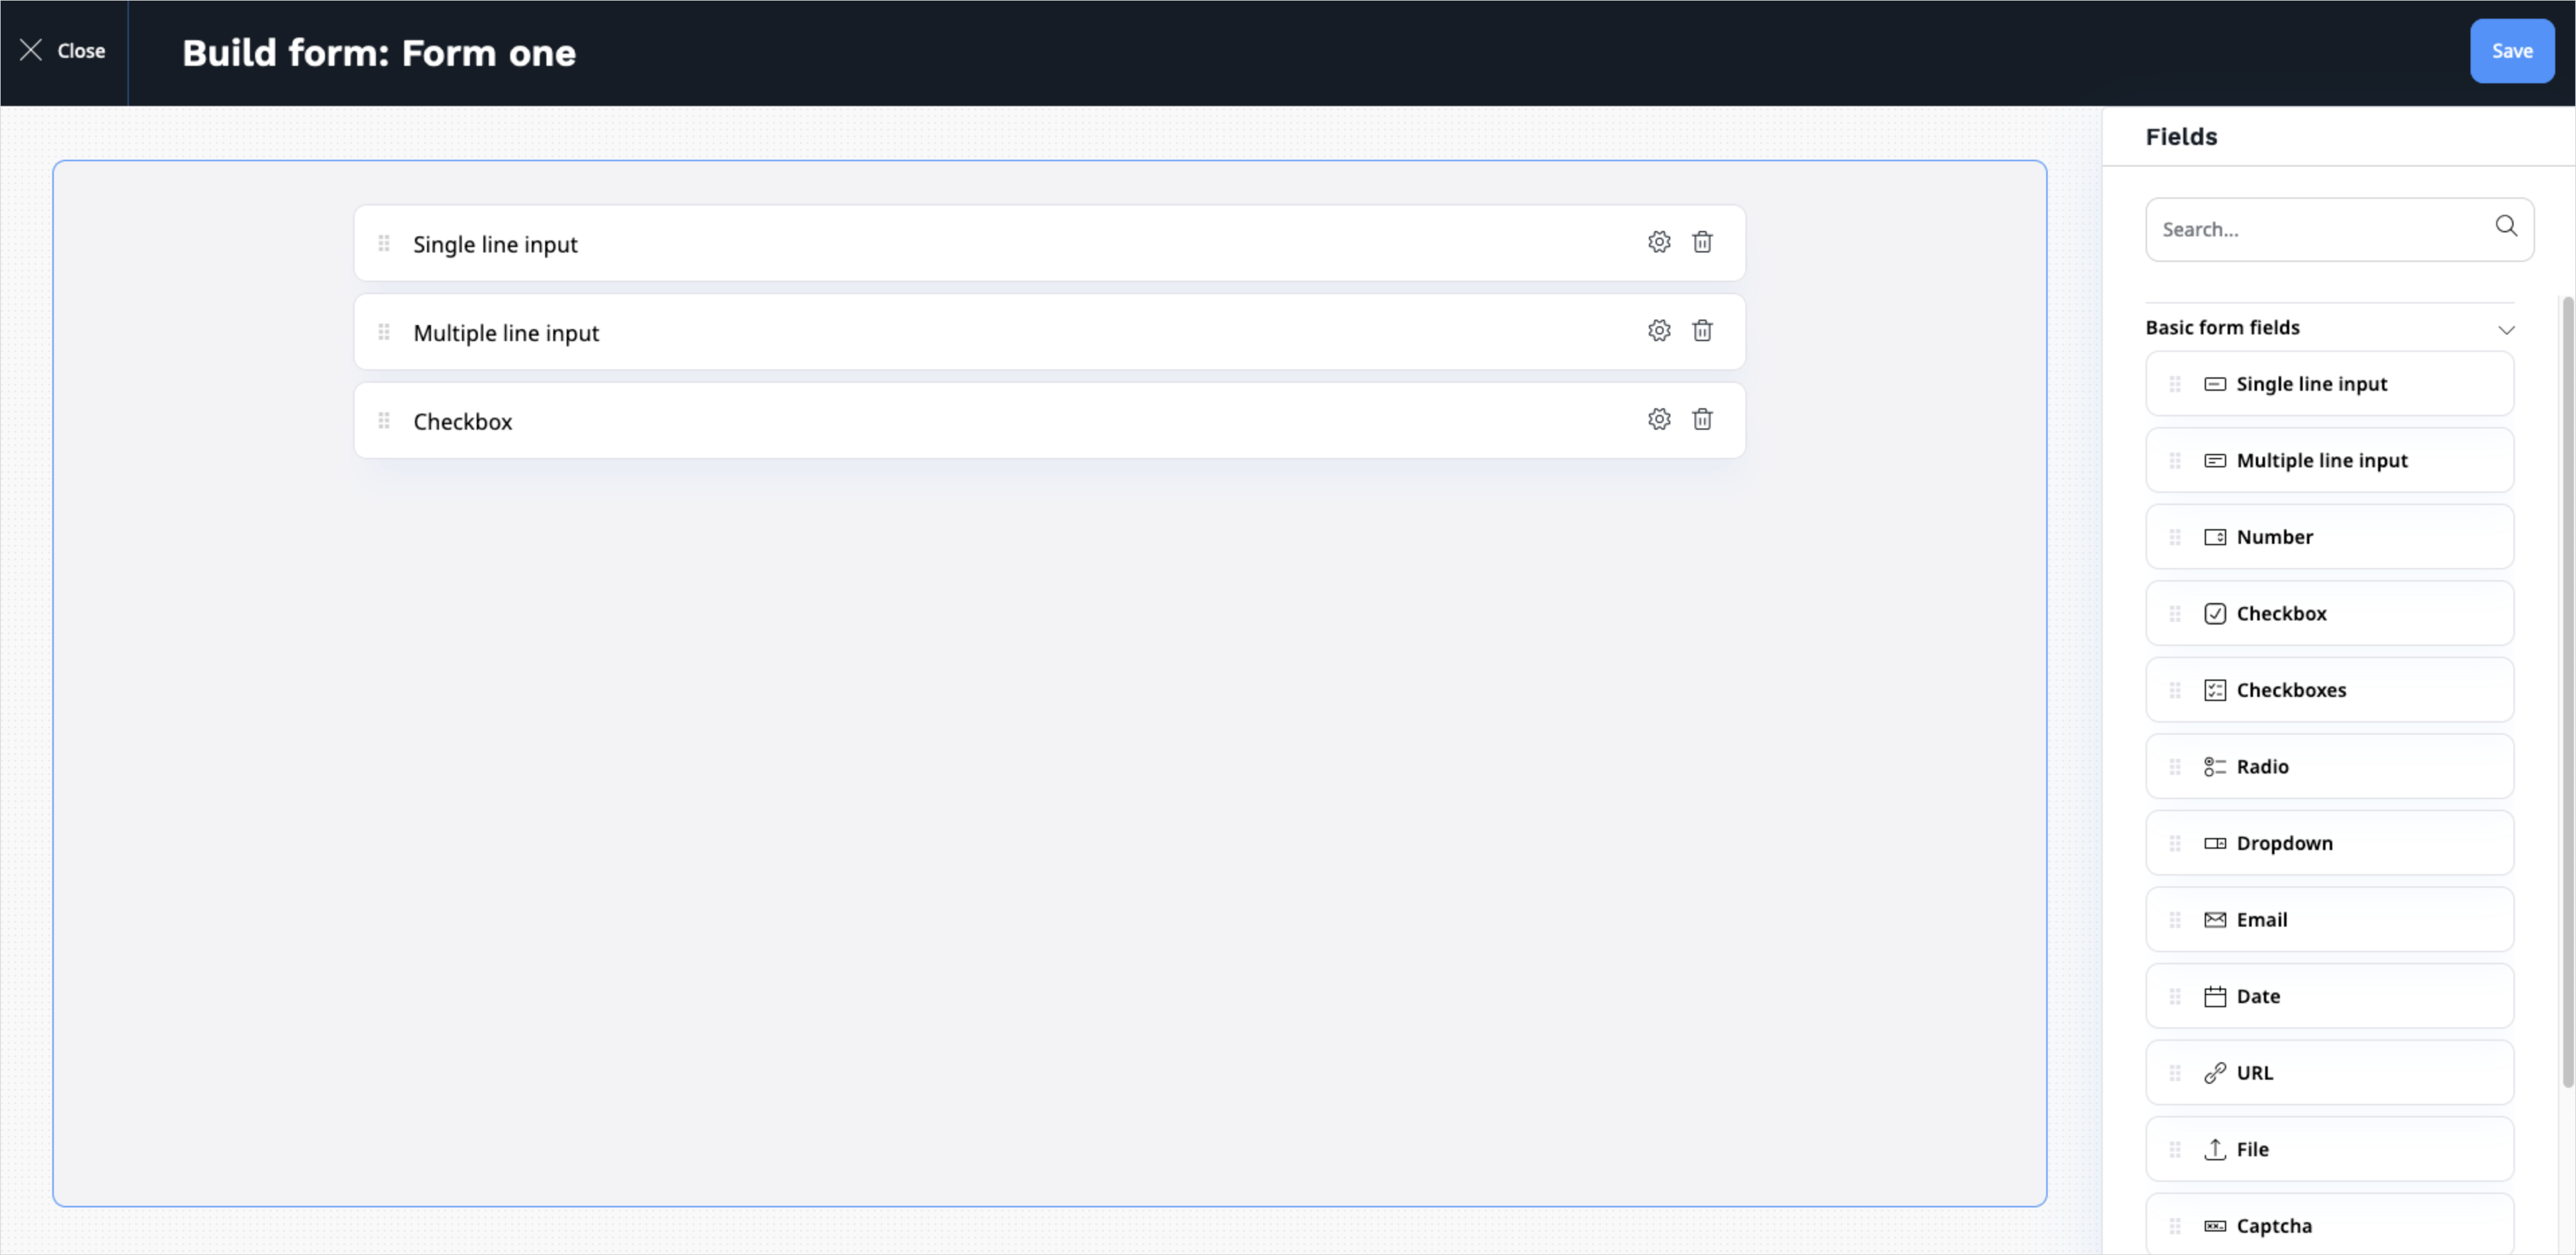 Close
Build form: Form one
Save
Single line input
Multiple line input
Checkbox
Fields
Search...
Basic form fields
Single line input
Multiple line input
Number
Checkbox
Checkboxes
Radio
Dropdown
Email
Date
URL
File
Captcha